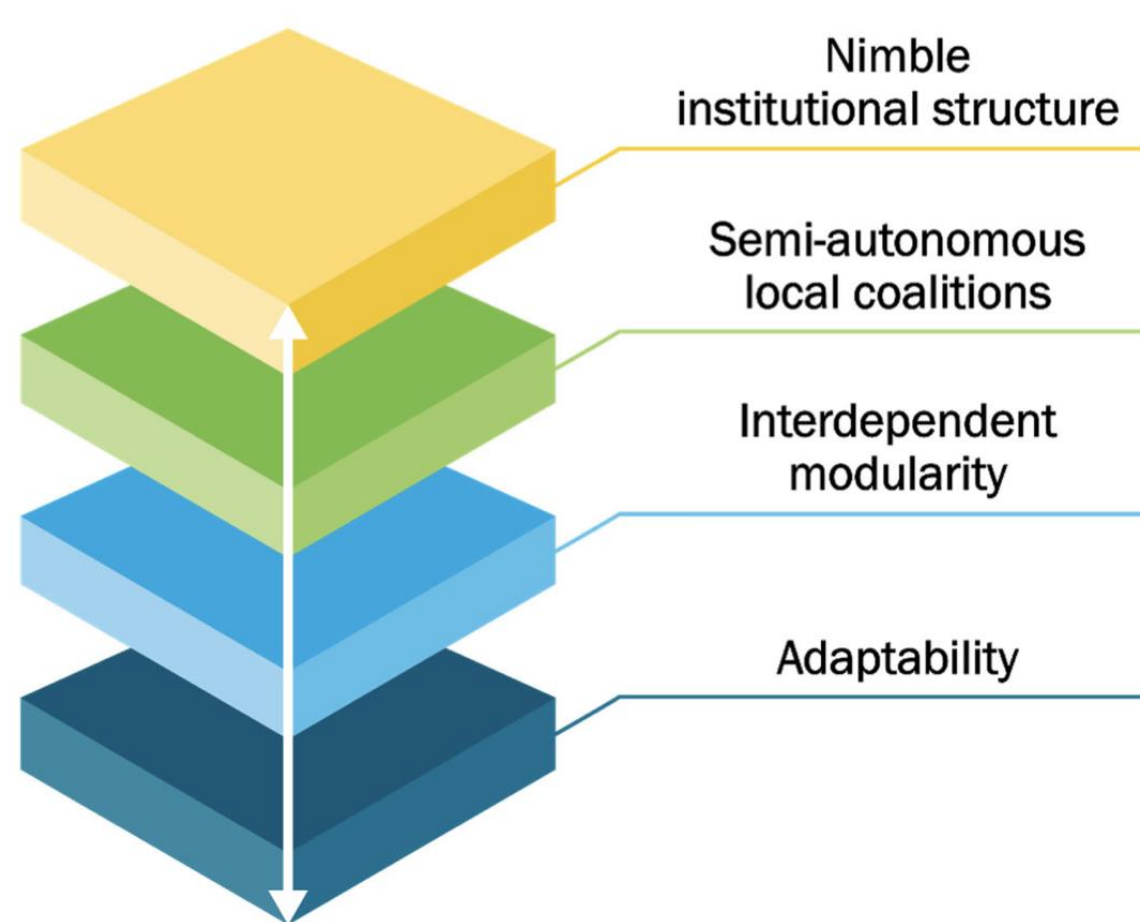 Nimble
institutional structure
Semi-autonomous
local coalitions
Interdependent
modularity
Adaptability